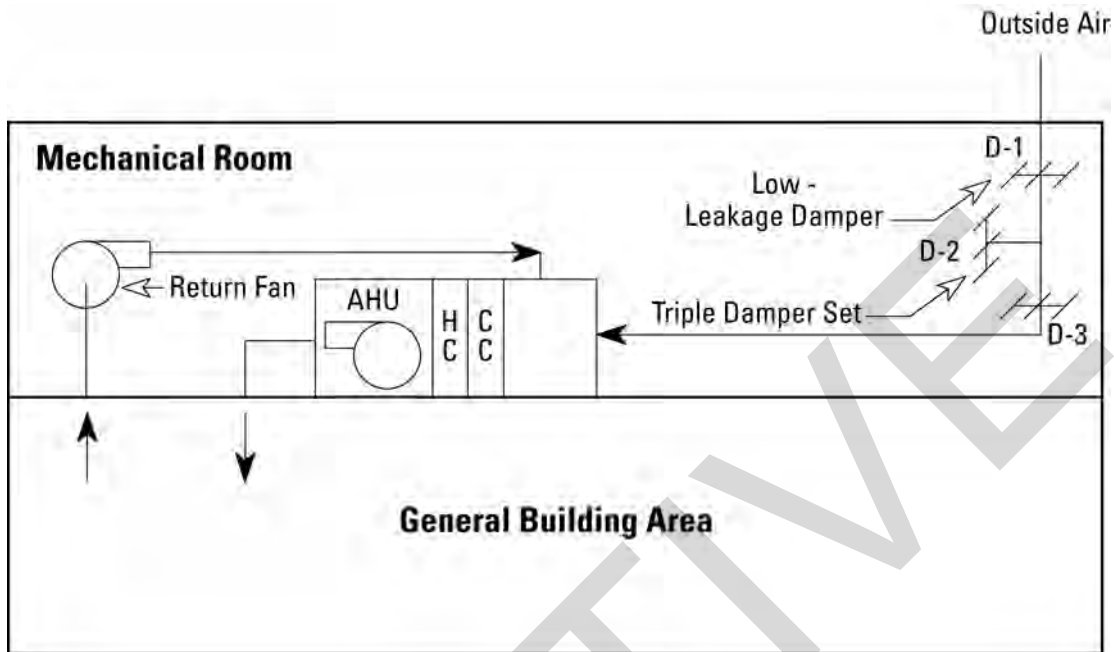 Outside Air
Mechanical Room
D-1
Low -
Leakage Damper
D-2
Return Fan
AHU
H C
C C
Triple Damper Set
D-3
General Building Area
TIVE